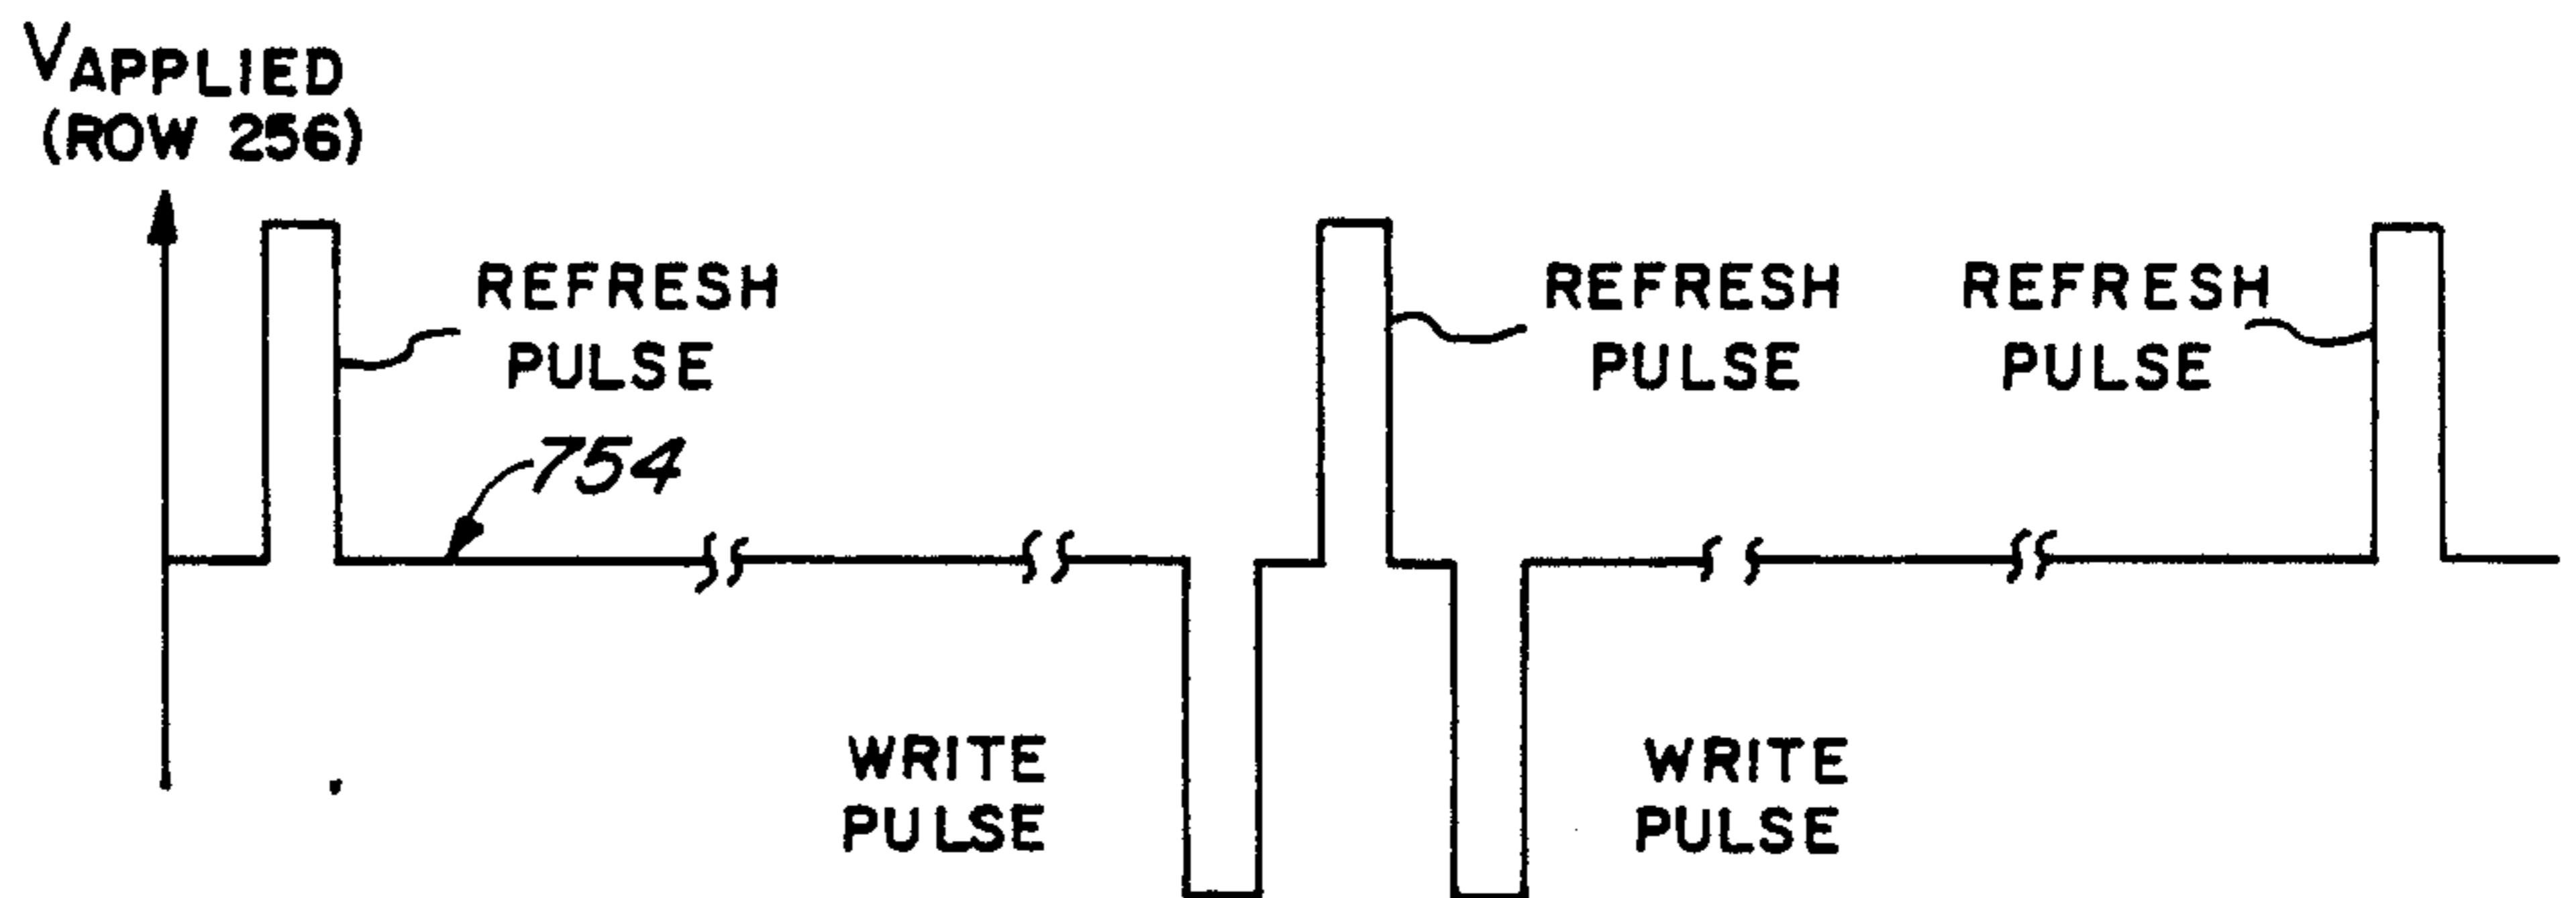 VAPPLIED
(ROW 256)
REFRESH
PULSE
REFRESH
PULSE
REFRESH
PULSE
754
WRITE
PULSE
WRITE
PULSE